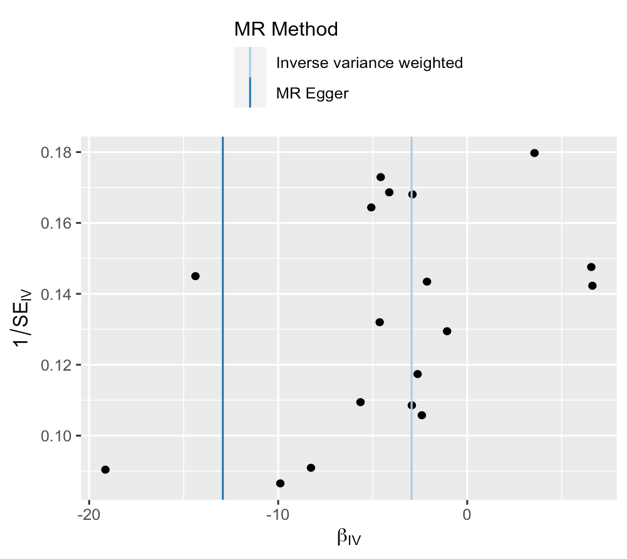 MR Method
Inverse variance weighted
MR Egger
0.18
0.16
0.14
0.12
0.10
1/SE_IV
-20 -10 0
β_IV